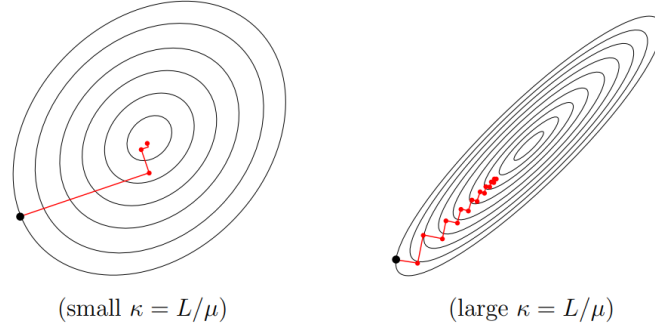 (small κ = L/μ)
(large κ = L/μ)